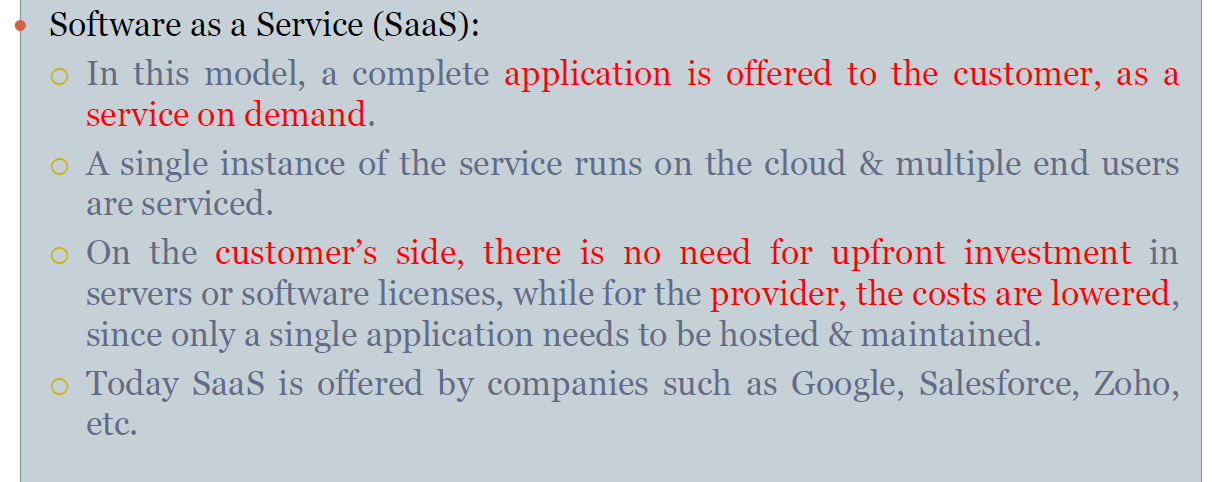 Software as a Service (SaaS):
In this model, a complete application is offered to the customer, as a
service on demand.
A single instance of the service runs on the cloud & multiple end users
are serviced.
On the customer’s side, there is no need for upfront investment in
servers or software licenses, while for the provider, the costs are lowered,
since only a single application needs to be hosted & maintained.
Today SaaS is offered by companies such as Google, Salesforce, Zoho,
etc.